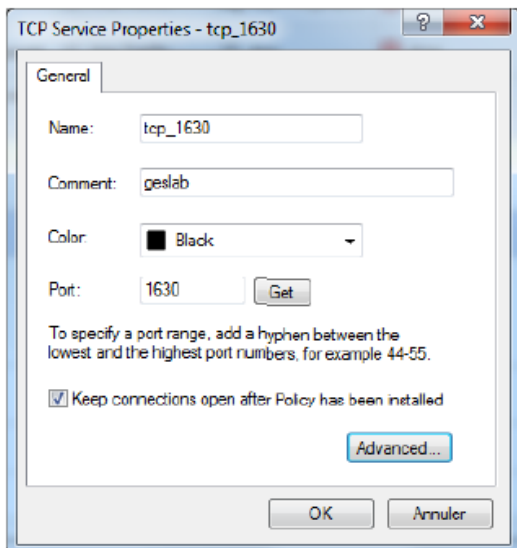 TCP Service Properties - tcp_1630
General
Name: tcp_1630
Comment: geslab
Color: Black
Port: 1630 Get
To specify a port range, add a hyphen between the
lowest and the highest port numbers, for example 44-55.
Keep connections open after Policy has been installed
Advanced...
OK Annuler